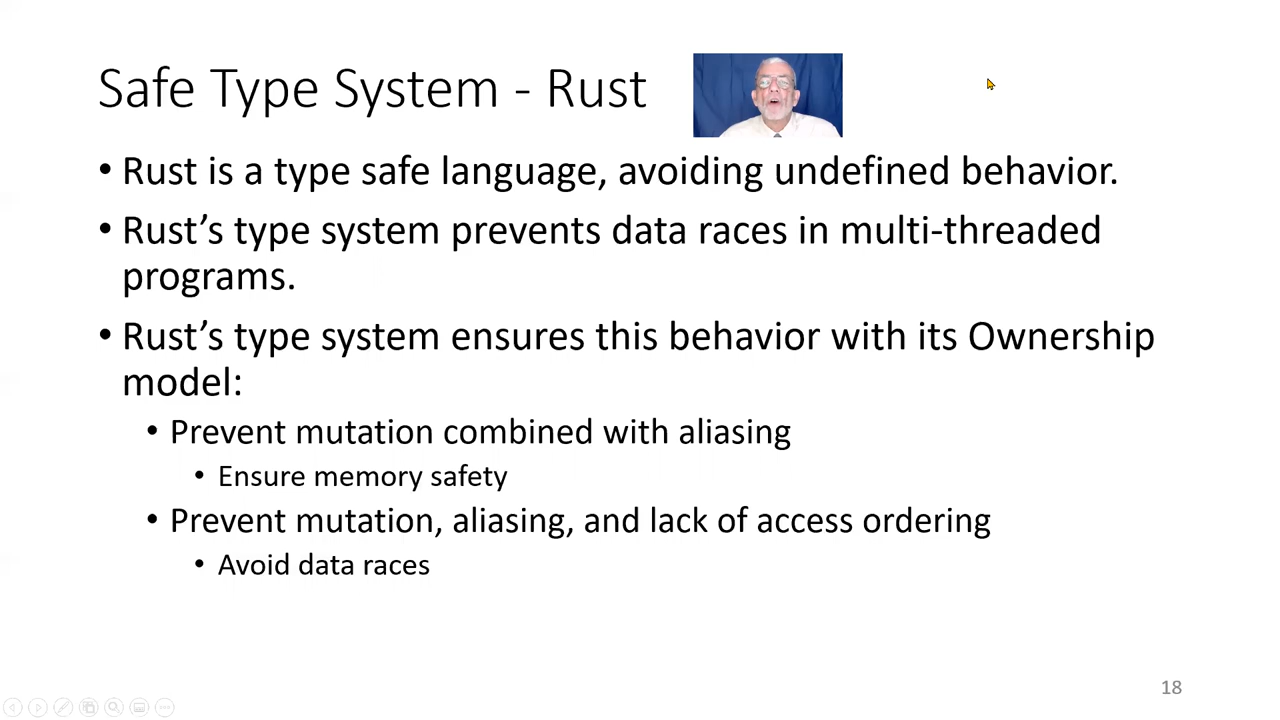 Safe Type System - Rust
• Rust is a type safe language, avoiding undefined behavior.
• Rust’s type system prevents data races in multi-threaded
programs.
• Rust’s type system ensures this behavior with its Ownership
model:
• Prevent mutation combined with aliasing
• Ensure memory safety
• Prevent mutation, aliasing, and lack of access ordering
• Avoid data races
18